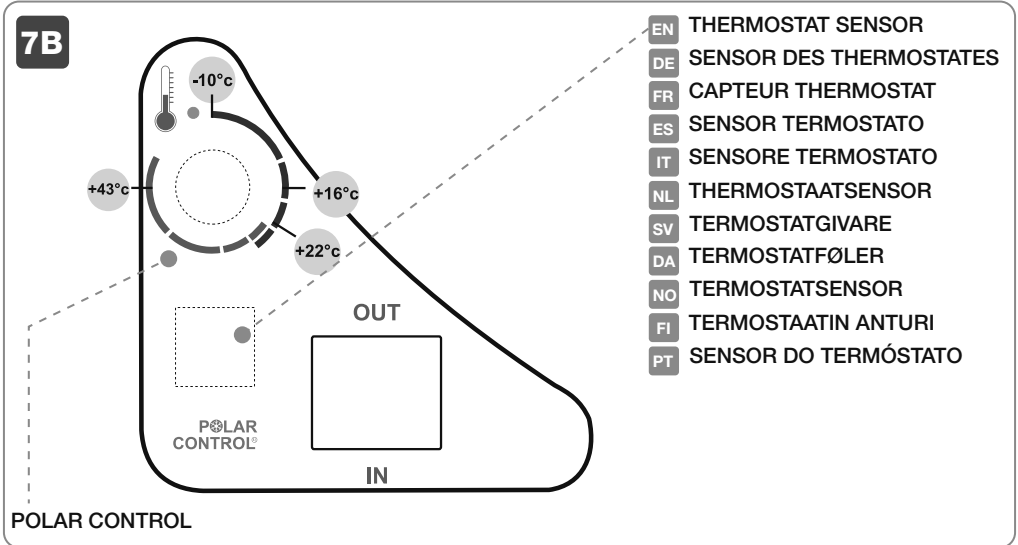 7B
-10°c
+43°c
+16°c
+22°c
OUT
IN
POLAR
CONTROL®
POLAR CONTROL
EN THERMOSTAT SENSOR
DE SENSOR DES THERMOSTATES
FR CAPTEUR THERMOSTAT
ES SENSOR TERMOSTATO
IT SENSORE TERMOSTATO
NL THERMOSTAATSENSOR
SV TERMOSTATGIVARE
DA TERMOSTATFØLER
NO TERMOSTATSENSOR
FI TERMOSTAATIN ANTURI
PT SENSOR DO TERMÓSTATO